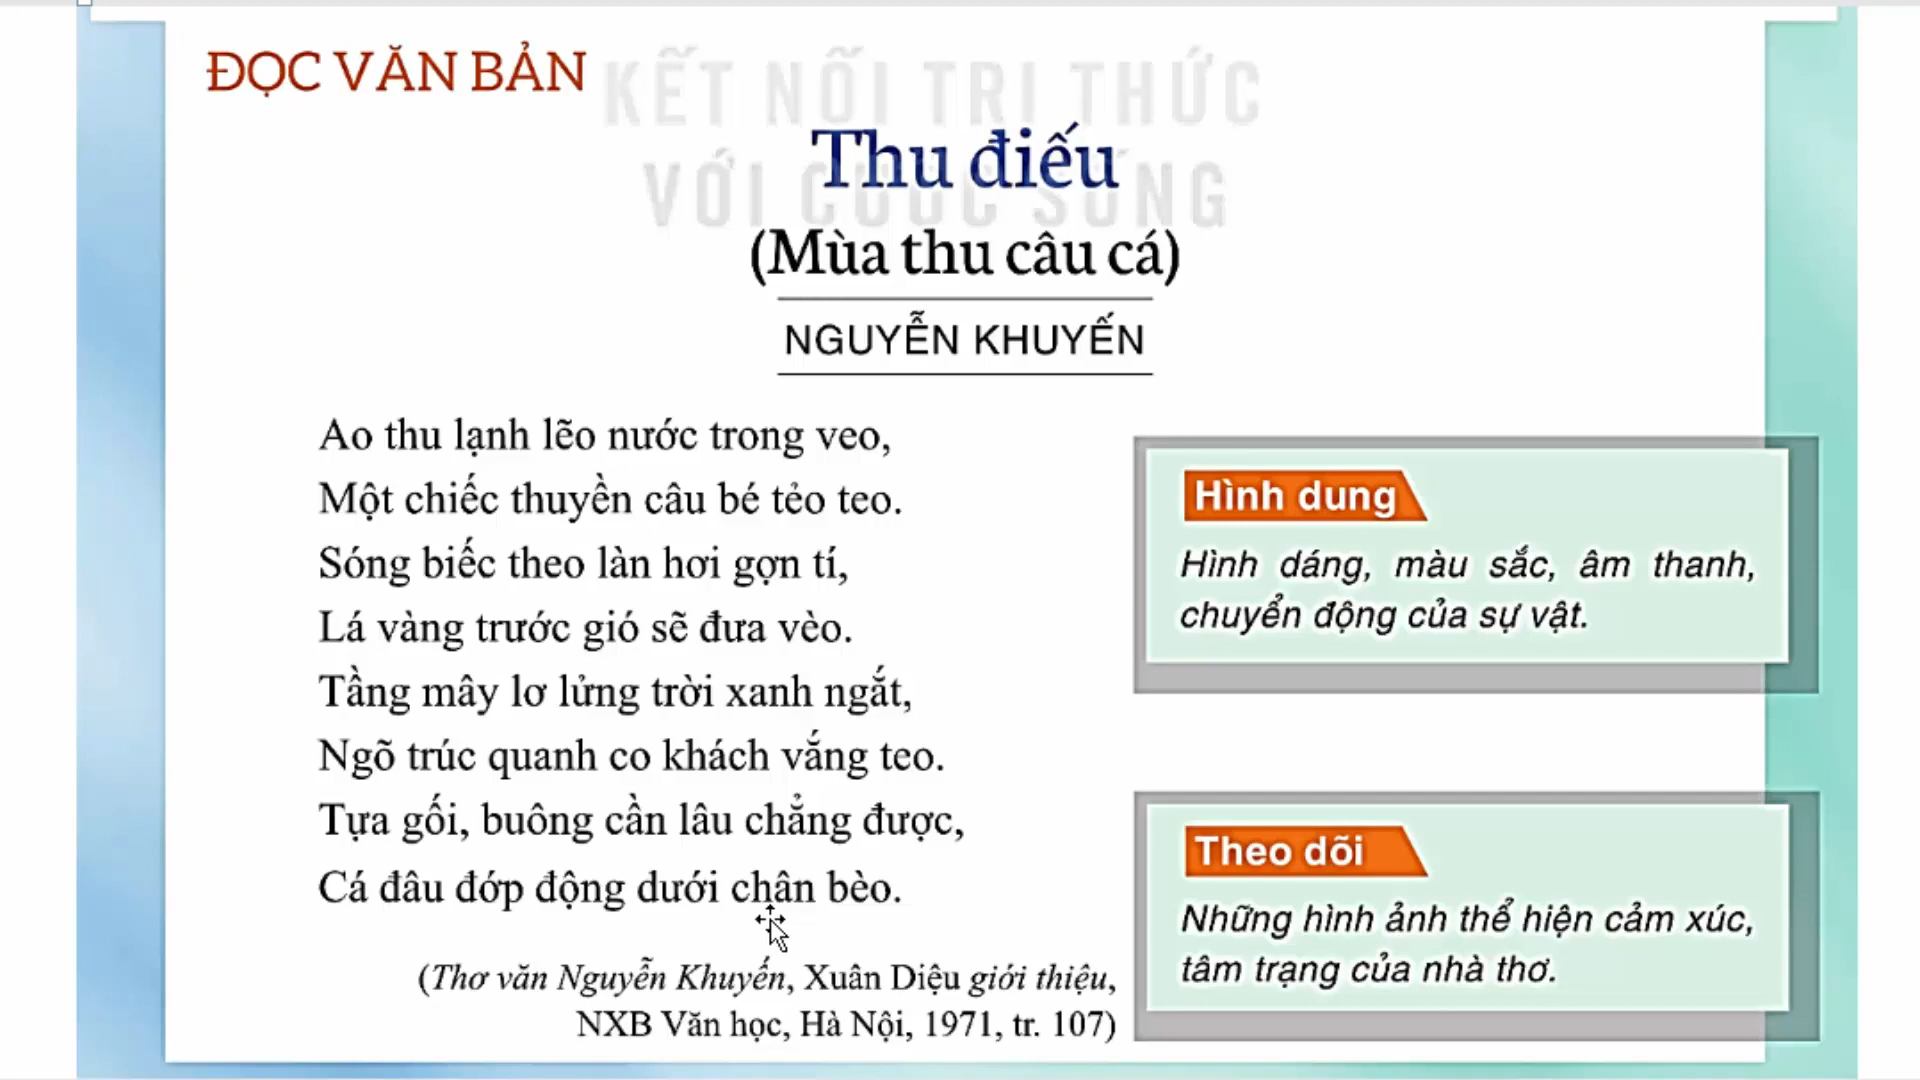 ĐỌC VĂN BẢN
KẾT NỐI TRI THỨC
VỚI CUỘC SỐNG
Thu điếu
(Mùa thu câu cá)
NGUYỄN KHUYẾN
Ao thu lạnh lẽo nước trong veo,
Một chiếc thuyền câu bé tẻo teo.
Sóng biếc theo làn hơi gợn tí,
Lá vàng trước gió sẽ đưa vèo.
Tầng mây lơ lửng trời xanh ngắt,
Ngõ trúc quanh co khách vắng teo.
Tựa gối, buông cần lâu chẳng được,
Cá đâu đớp động dưới chân bèo.
(Thơ văn Nguyễn Khuyến, Xuân Diệu giới thiệu,
NXB Văn học, Hà Nội, 1971, tr. 107)
Hình dung
Hình dáng, màu sắc, âm thanh,
chuyển động của sự vật.
Theo dõi
Những hình ảnh thể hiện cảm xúc,
tâm trạng của nhà thơ.